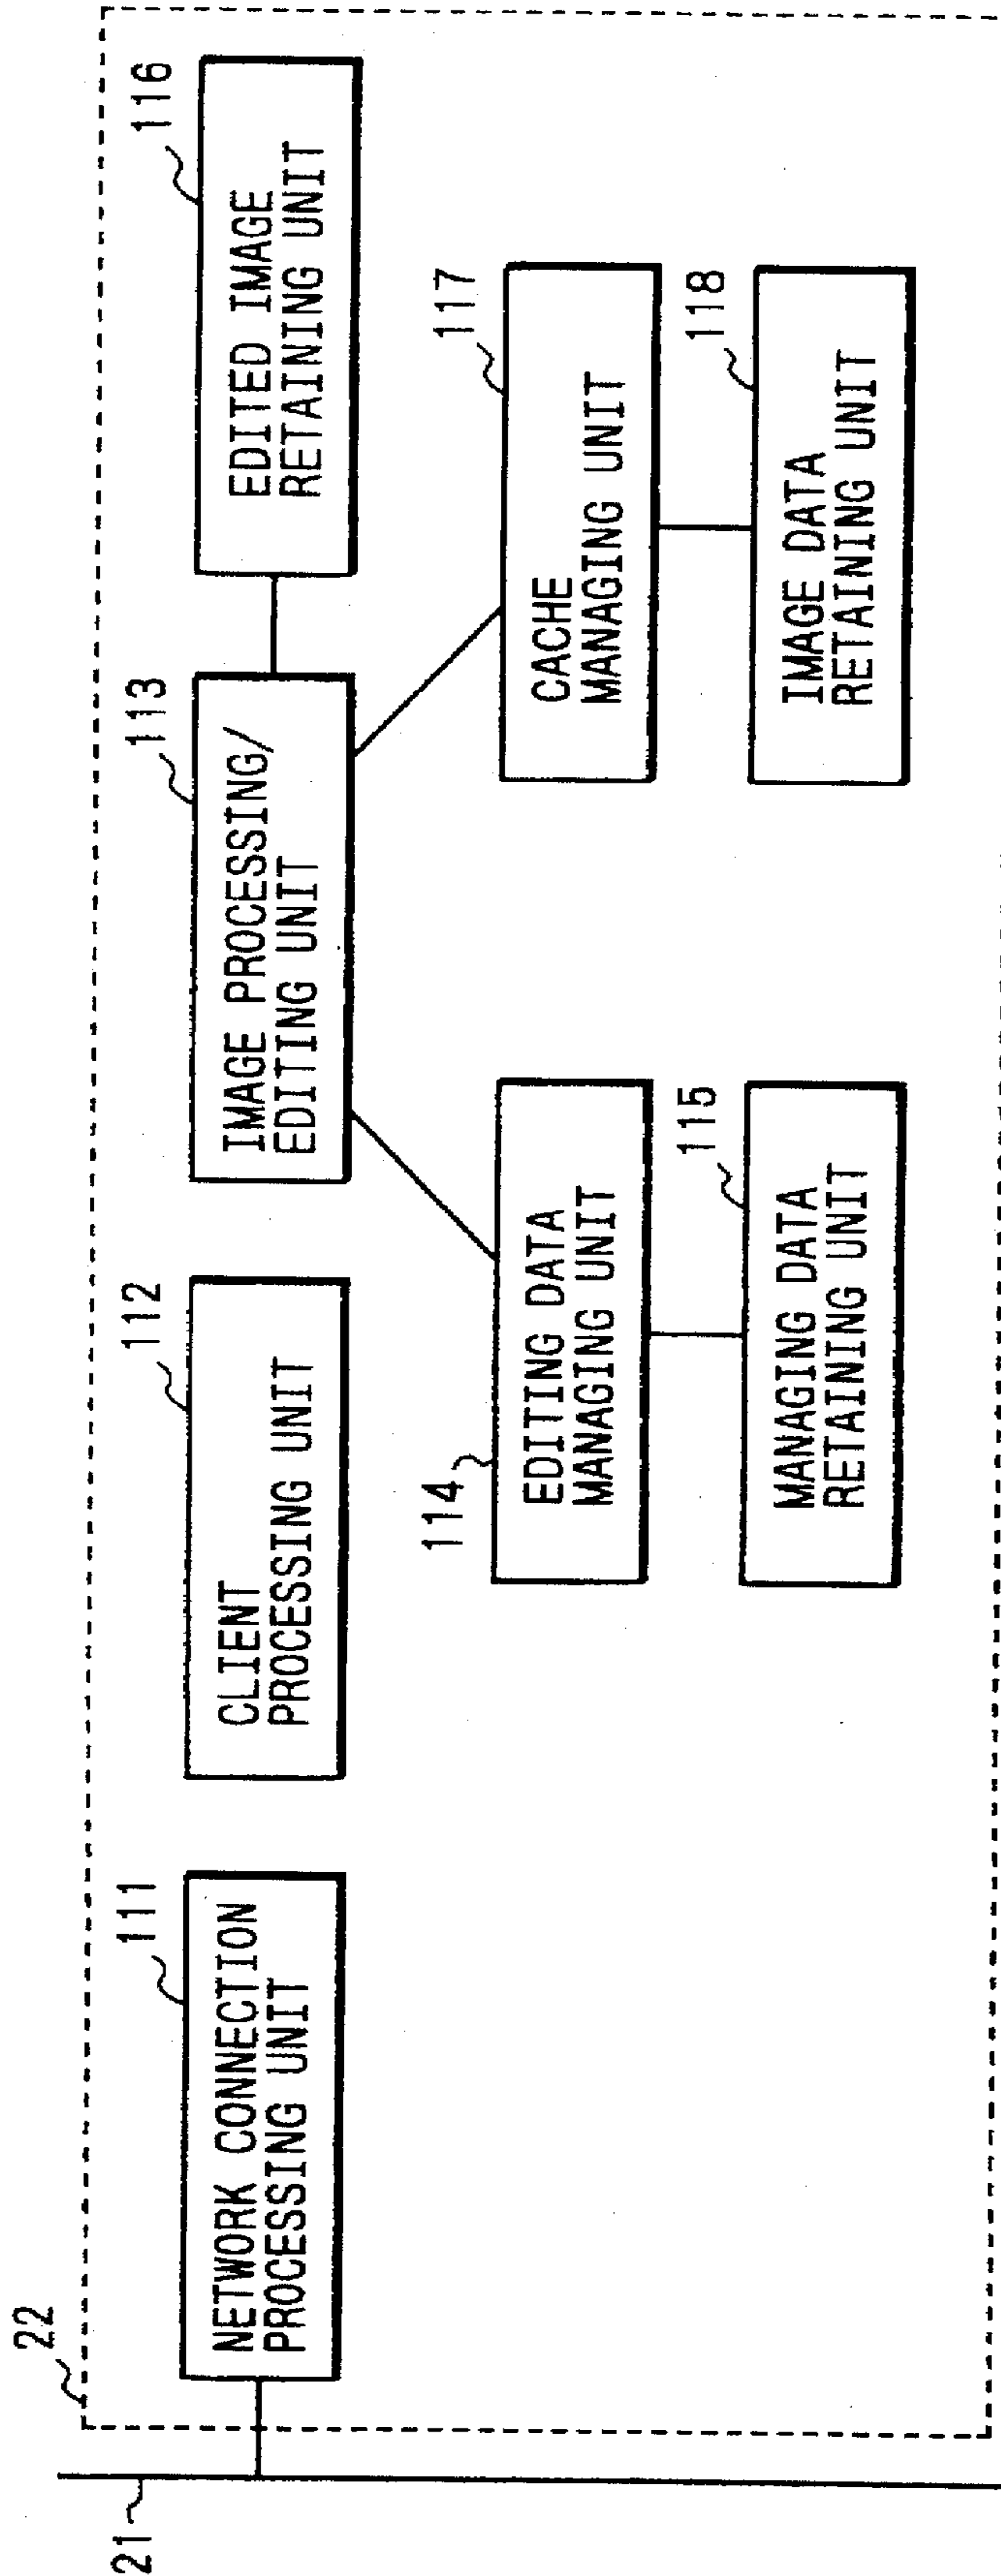 22
21
111
NETWORK CONNECTION
PROCESSING UNIT
112
CLIENT
PROCESSING UNIT
113
IMAGE PROCESSING/
EDITING UNIT
116
EDITED IMAGE
RETAINING UNIT
114
EDITING DATA
MANAGING UNIT
117
CACHE
MANAGING UNIT
115
MANAGING DATA
RETAINING UNIT
118
IMAGE DATA
RETAINING UNIT